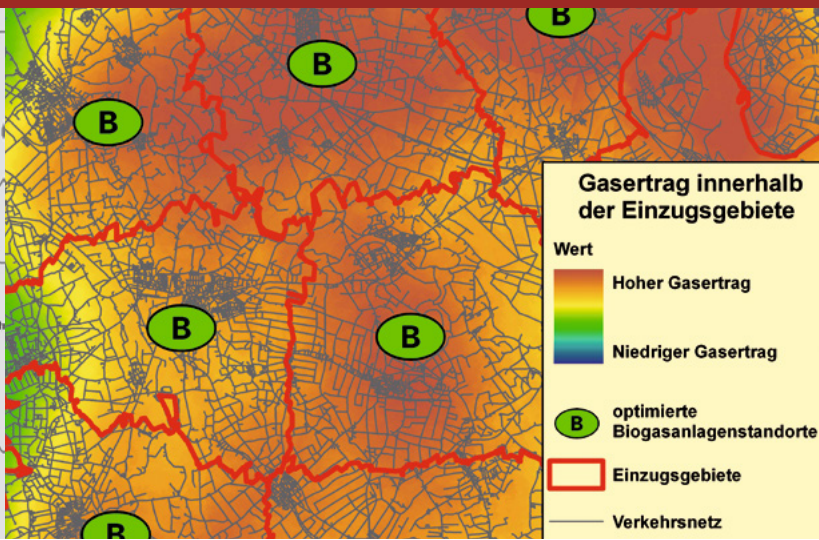 B
B
B
Gasertrag innerhalb
der Einzugsgebiete
Wert
Hoher Gasertrag
Niedriger Gasertrag
B
B
B
optimierte
Biogasanlagenstandorte
Einzugsgebiete
Verkehrsnetz
B